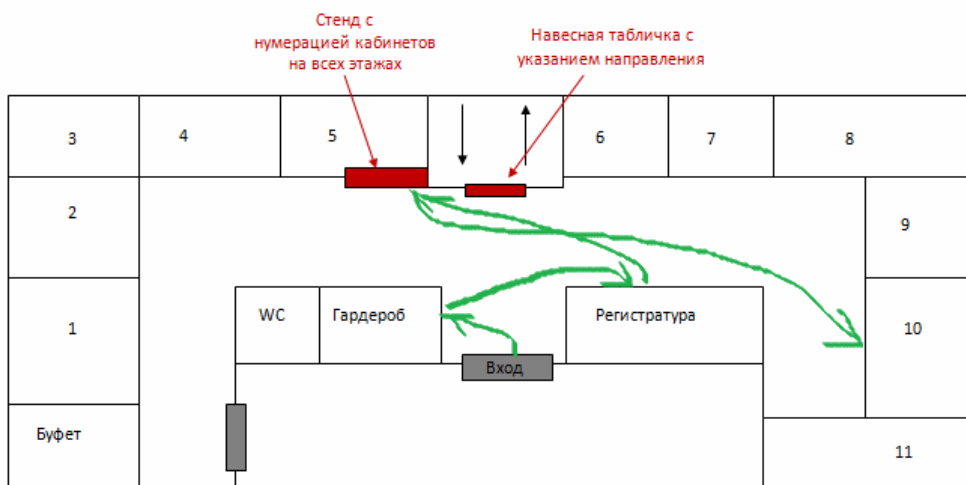 Стенд с
нумерацией кабинетов
на всех этажах
Навесная табличка с
указанием направления
3
4
5
6
7
8
2
9
1
WC
Гардероб
Регистратура
10
Вход
Буфет
11